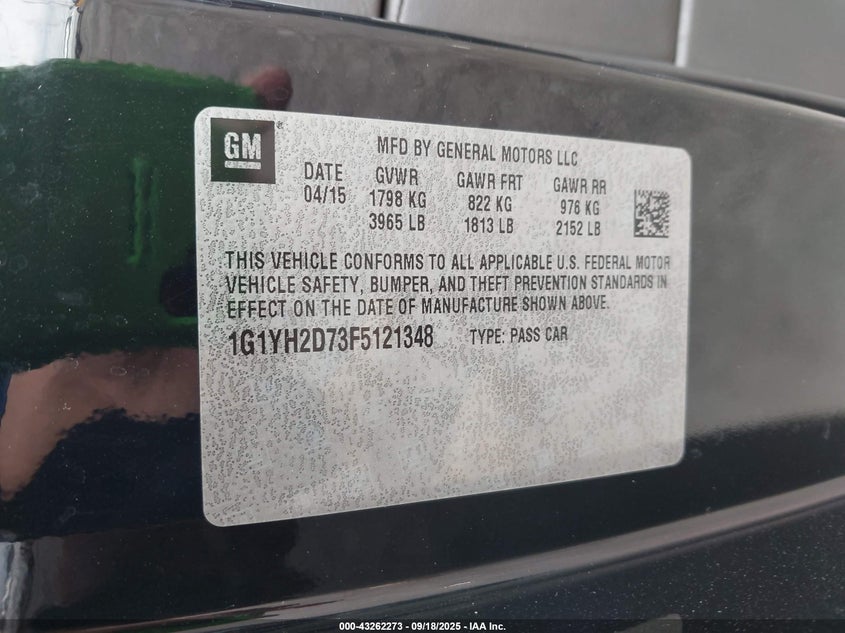 GM
MFD BY GENERAL MOTORS LLC
DATE GVWR GAWR FRT GAWR RR
04/15 1798 KG 822 KG 976 KG
3965 LB 1813 LB 2152 LB
THIS VEHICLE CONFORMS TO ALL APPLICABLE U.S. FEDERAL MOTOR
VEHICLE SAFETY, BUMPER, AND THEFT PREVENTION STANDARDS IN
EFFECT ON THE DATE OF MANUFACTURE SHOWN ABOVE.
1G1YH2D73F5121348 TYPE: PASS CAR
000-43262273 - 09/18/2025 - IAA Inc.